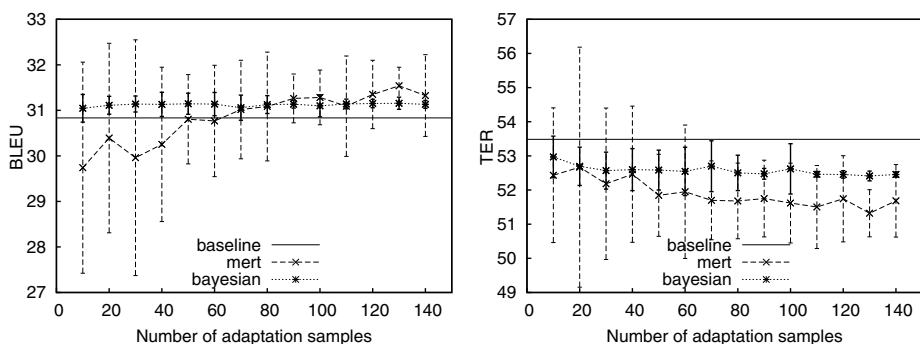 33
32
31
30
29
28
27
BLEU
baseline
mert
bayesian
0 20 40 60 80 100 120 140
Number of adaptation samples
57
56
55
54
53
52
51
50
49
TER
baseline
mert
bayesian
0 20 40 60 80 100 120 140
Number of adaptation samples